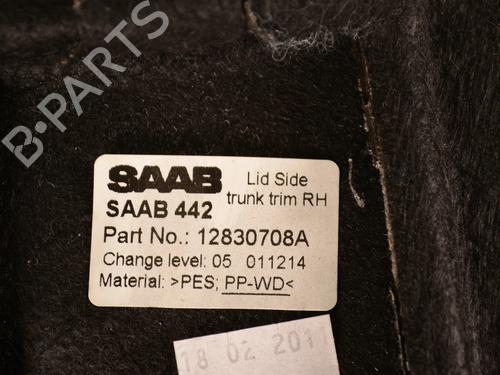 B-PARTS
SAAB Lid Side
SAAB 442 trunk trim RH
Part No.: 12830708A
Change level: 05 011214
Material: >PES; PP-WD<
18 02 201